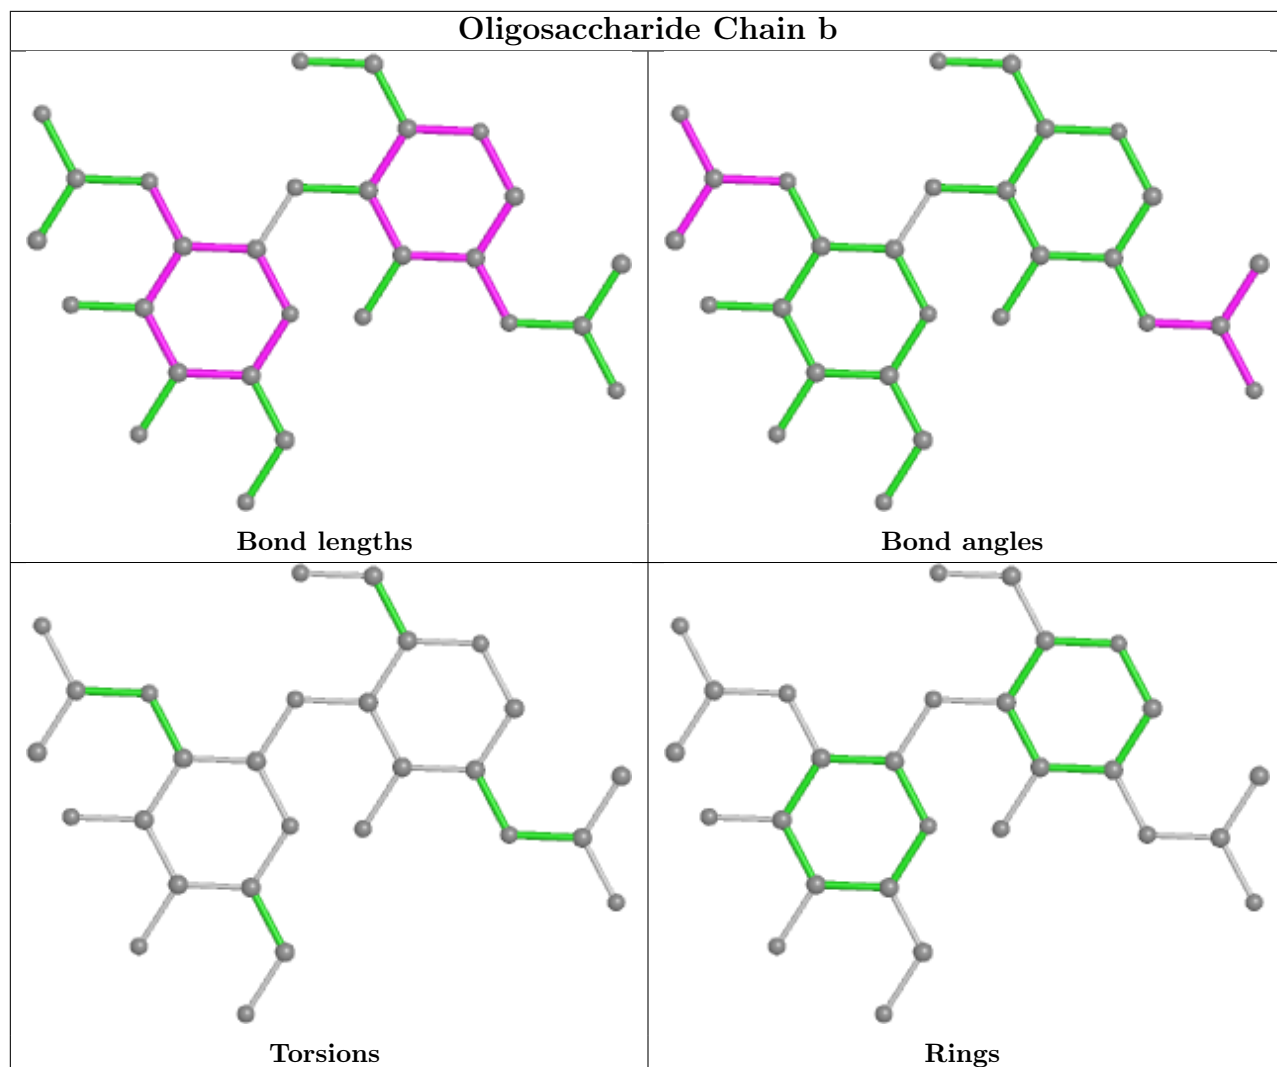 Oligosaccharide Chain b
Bond lengths
Bond angles
Torsions
Rings